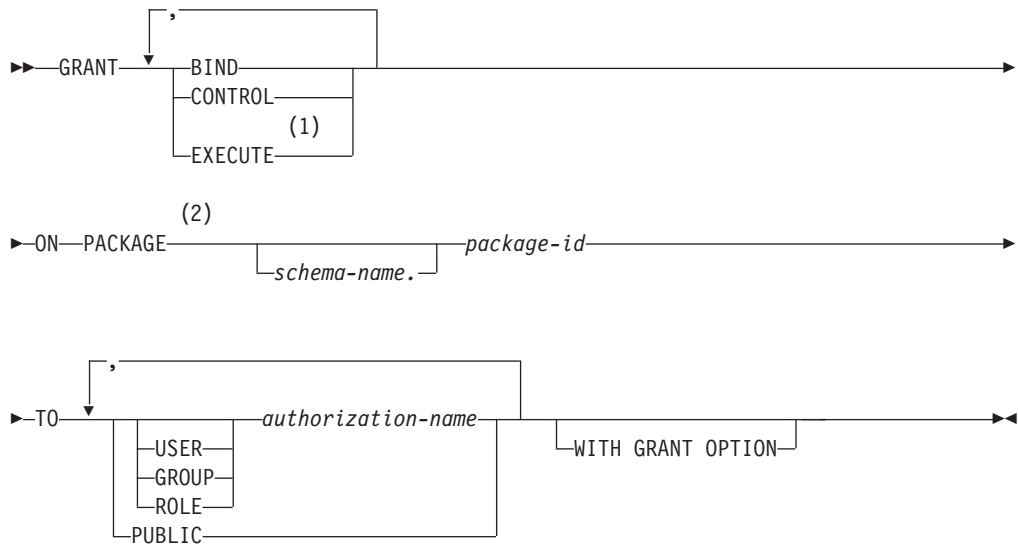 ,
GRANT BIND
CONTROL
(1)
EXECUTE
(2)
ON PACKAGE package-id
schema-name.
,
TO authorization-name
USER WITH GRANT OPTION
GROUP
ROLE
PUBLIC